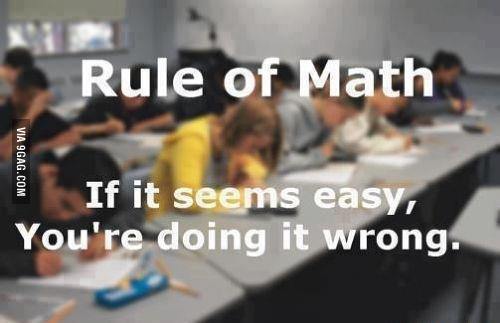 Rule of Math
VIA 9GAG.COM
If it seems easy,
You're doing it wrong.